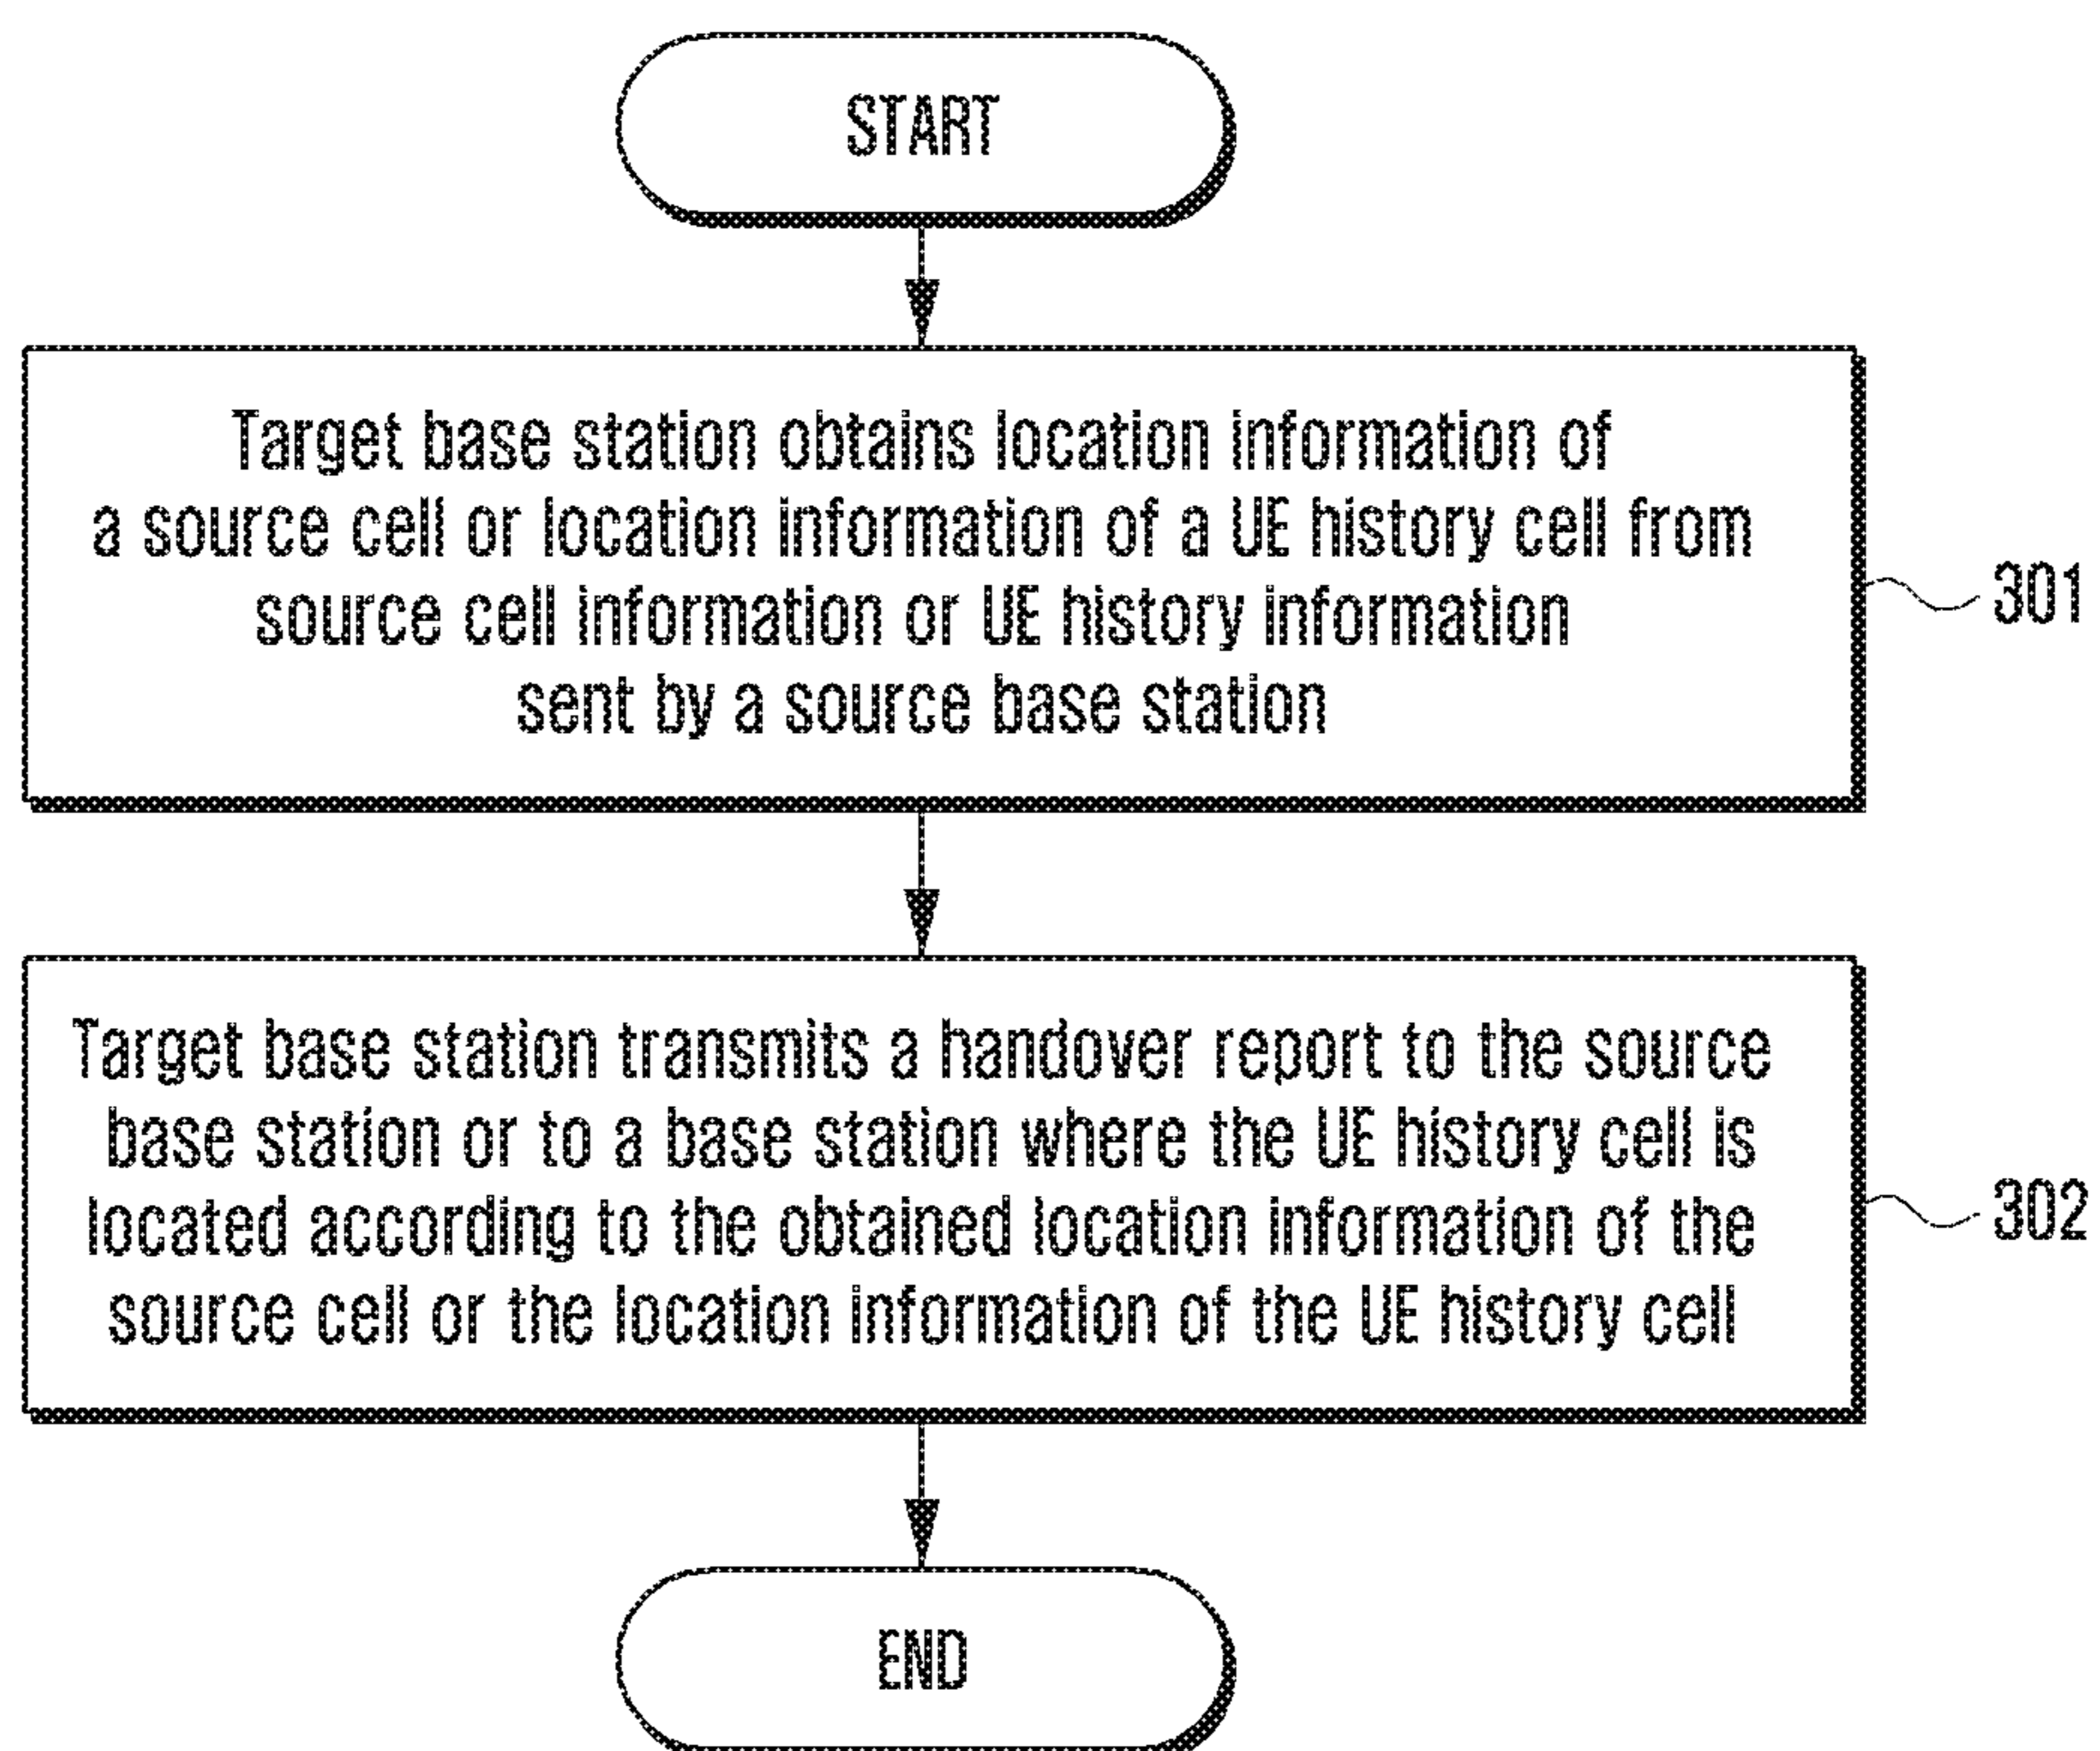 START
Target base station obtains location information of
a source cell or location information of a UE history cell from
source cell information or UE history information
sent by a source base station
301
Target base station transmits a handover report to the source
base station or to a base station where the UE history cell is
located according to the obtained location information of the
source cell or the location information of the UE history cell
302
END